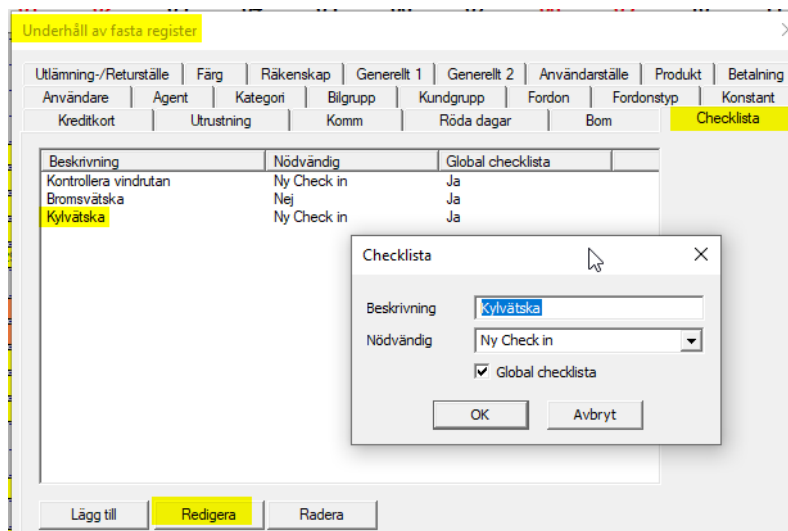 Underhåll av fasta register
Utlämning-/Returställe Färg Räkenskap Generellt 1 Generellt 2 Användarställe Produkt Betalning
Användare Agent Kategori Bilgrupp Kundgrupp Fordon Fordonstyp Konstant
Kreditkort Utrustning Komm Röda dagar Bom Checklista
Beskrivning Nödvändig Global checklista
Kontrollera vindrutan Ny Check in Ja
Bromsvätska Nej Ja
Kylvätska Ny Check in Ja
Checklista
Beskrivning Kylvätska
Nödvändig Ny Check in
Global checklista
OK Avbryt
Lägg till Redigera Radera